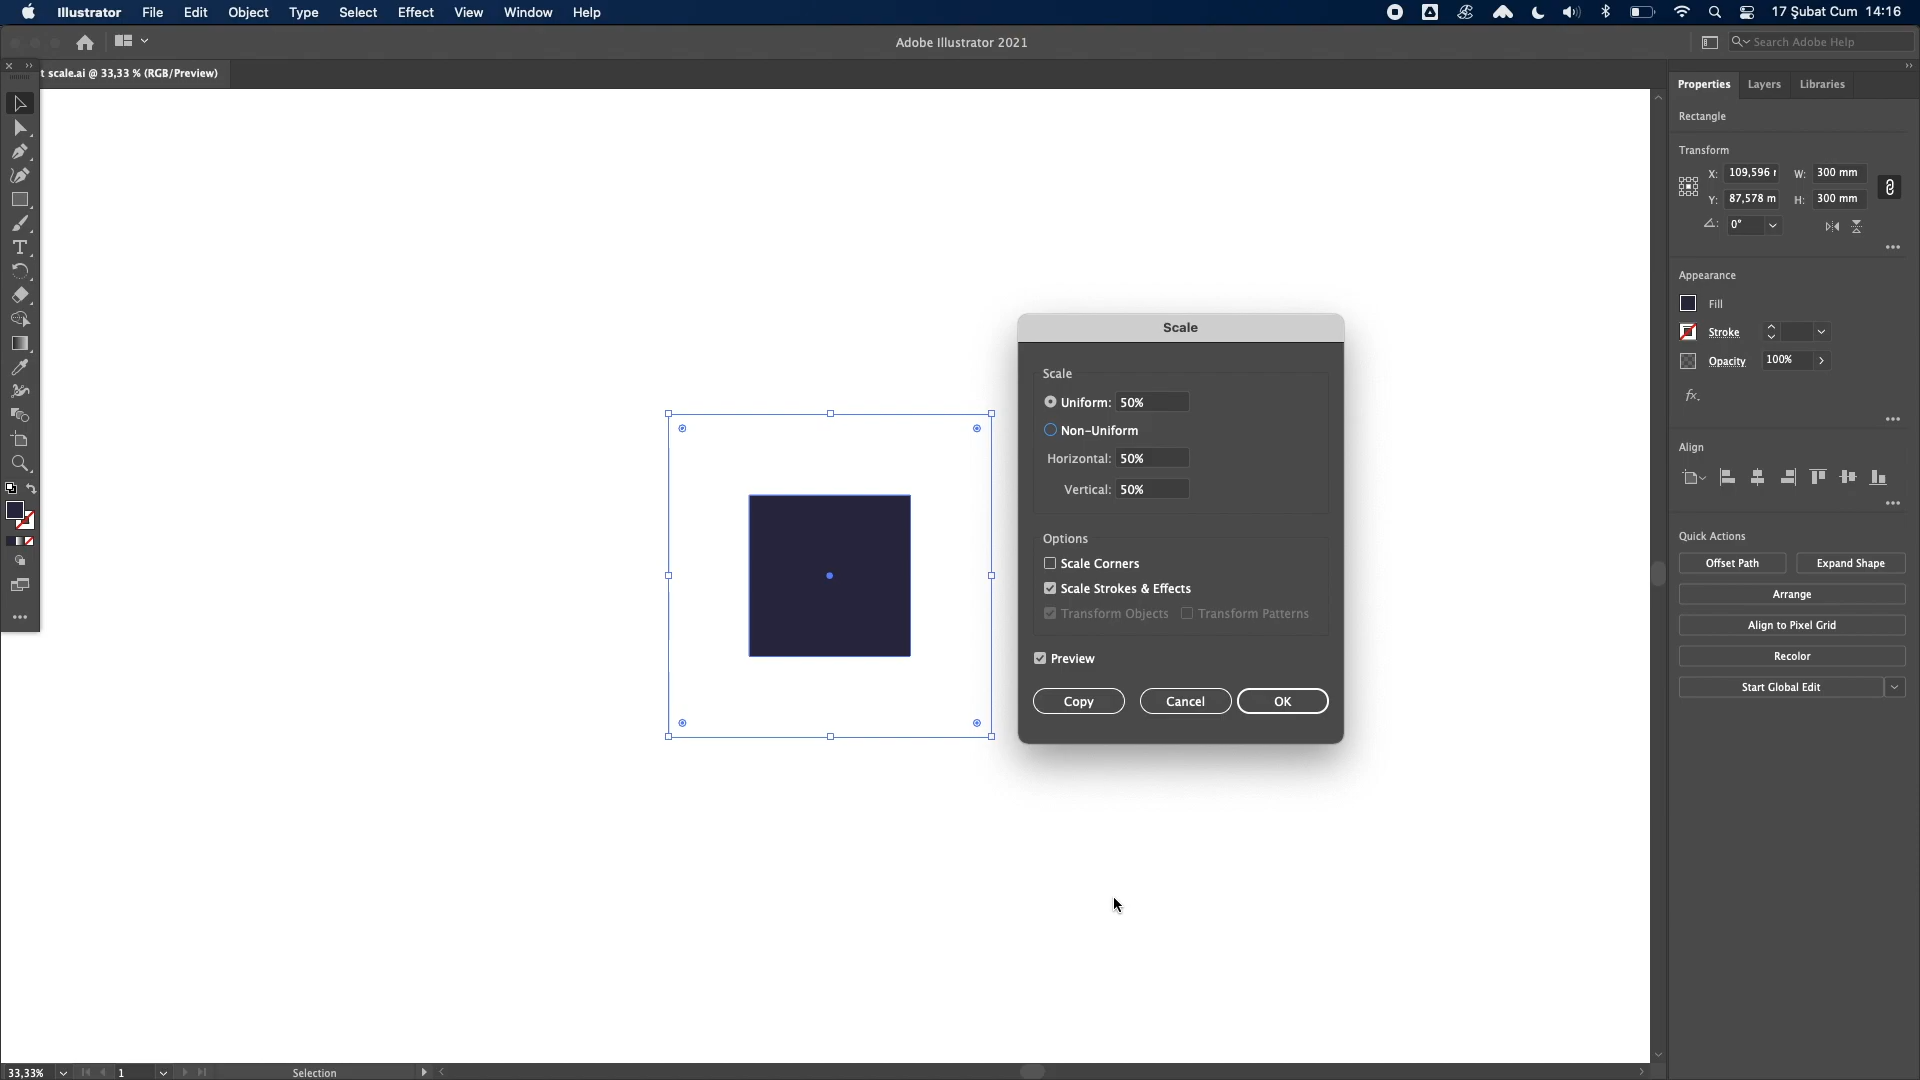 Illustrator File Edit Object Type Select Effect View Window Help
17 Şubat Cum 14:16
Adobe Illustrator 2021
Search Adobe Help
t scale.ai @ 33,33 % (RGB/Preview)
Properties Layers Libraries
Rectangle
Transform
X: 109,596 W: 300 mm
Y: 87,578 m H: 300 mm
0°
Appearance
Fill
Stroke
Opacity 100%
fx.
Align
Quick Actions
Offset Path Expand Shape
Arrange
Align to Pixel Grid
Recolor
Start Global Edit
Scale
Scale
Uniform: 50%
Non-Uniform
Horizontal: 50%
Vertical: 50%
Options
Scale Corners
Scale Strokes & Effects
Transform Objects Transform Patterns
Preview
Copy Cancel OK
33,33% 1 Selection